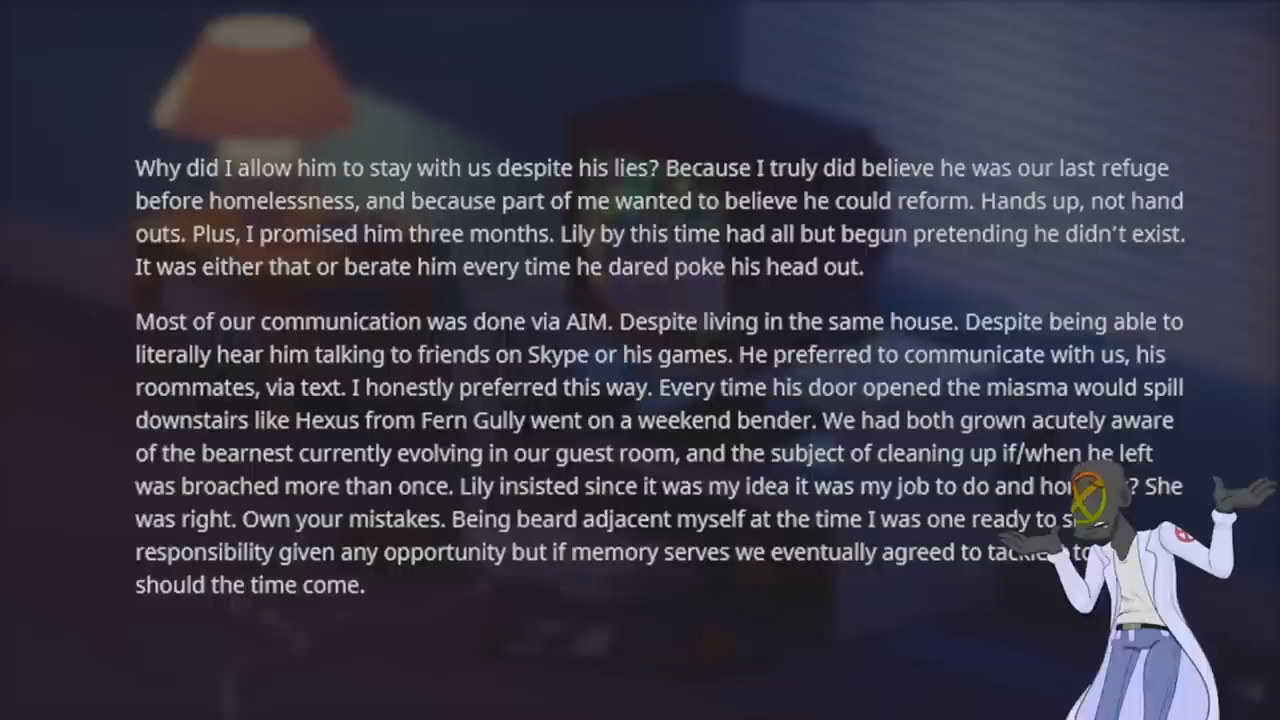 Why did I allow him to stay with us despite his lies? Because I truly did believe he was our last refuge
before homelessness, and because part of me wanted to believe he could reform. Hands up, not hand
outs. Plus, I promised him three months. Lily by this time had all but begun pretending he didn't exist.
It was either that or berate him every time he dared poke his head out.
Most of our communication was done via AIM. Despite living in the same house. Despite being able to
literally hear him talking to friends on Skype or his games. He preferred to communicate with us, his
roommates, via text. I honestly preferred this way. Every time his door opened the miasma would spill
downstairs like Hexus from Fern Gully went on a weekend bender. We had both grown acutely aware
of the bearnest currently evolving in our guest room, and the subject of cleaning up if/when he left
was broached more than once. Lily insisted since it was my idea it was my job to do and ? She
was right. Own your mistakes. Being beard adjacent myself at the time I was one ready to
responsibility given any opportunity but if memory serves we eventually agreed to
should the time come.